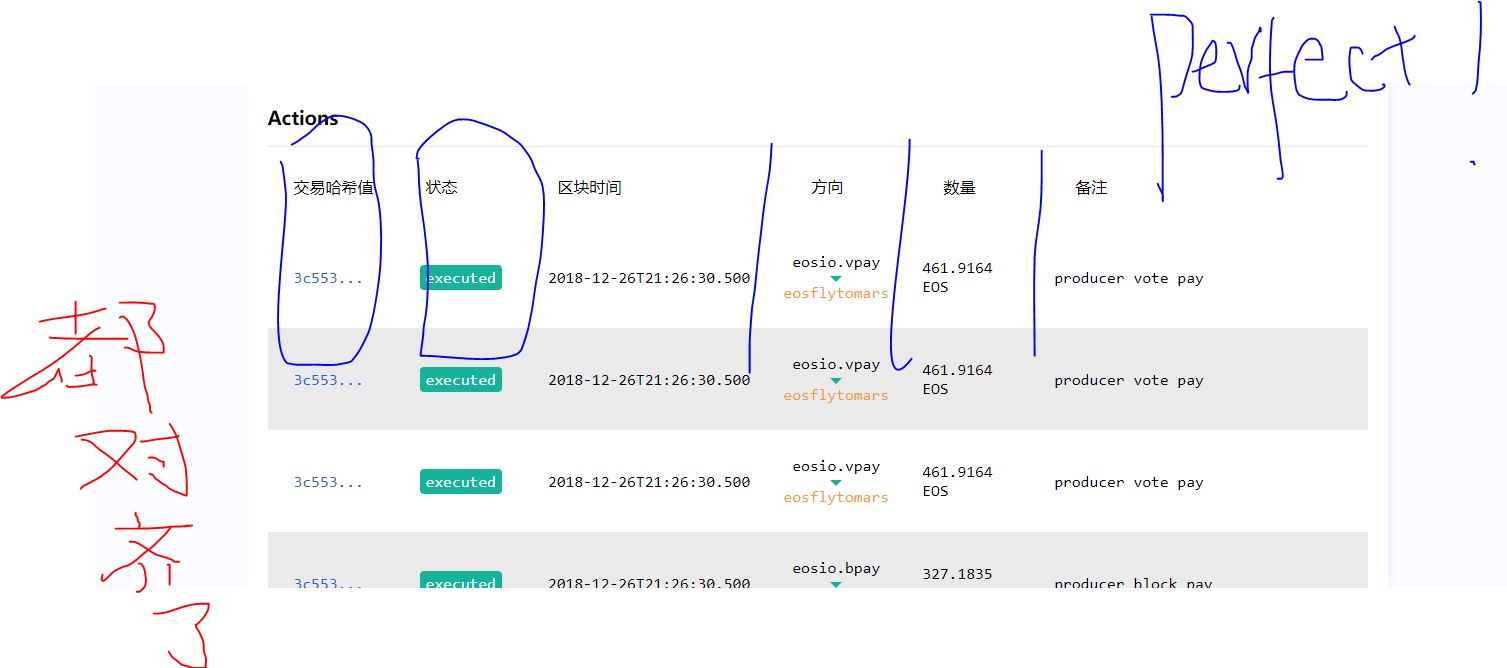 Perfect!
Actions
交易哈希值 状态 区块时间 方向 数量 备注
3c553... executed 2018-12-26T21:26:30.500 eosio.vpay eosflytomars 461.9164 EOS producer vote pay
3c553... executed 2018-12-26T21:26:30.500 eosio.vpay eosflytomars 461.9164 EOS producer vote pay
3c553... executed 2018-12-26T21:26:30.500 eosio.vpay eosflytomars 461.9164 EOS producer vote pay
3c553... executed 2018-12-26T21:26:30.500 eosio.bpay 327.1835 producer block pay
都
对
齐
了